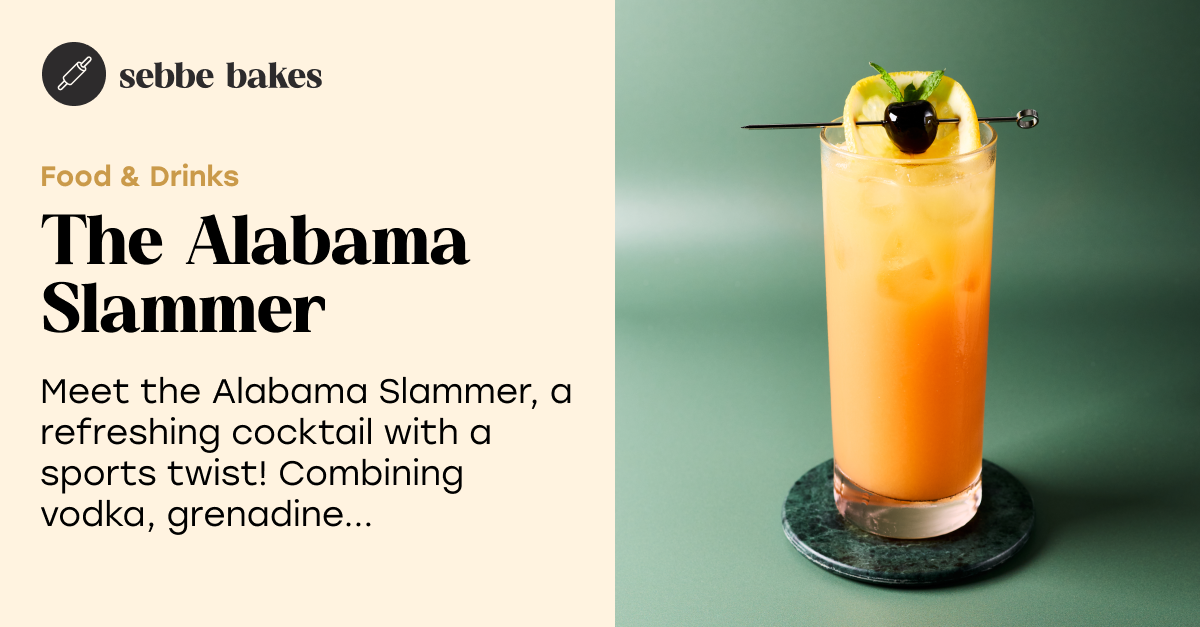 sebbe bakes
Food & Drinks
The Alabama
Slammer
Meet the Alabama Slammer, a
refreshing cocktail with a
sports twist! Combining
vodka, grenadine...